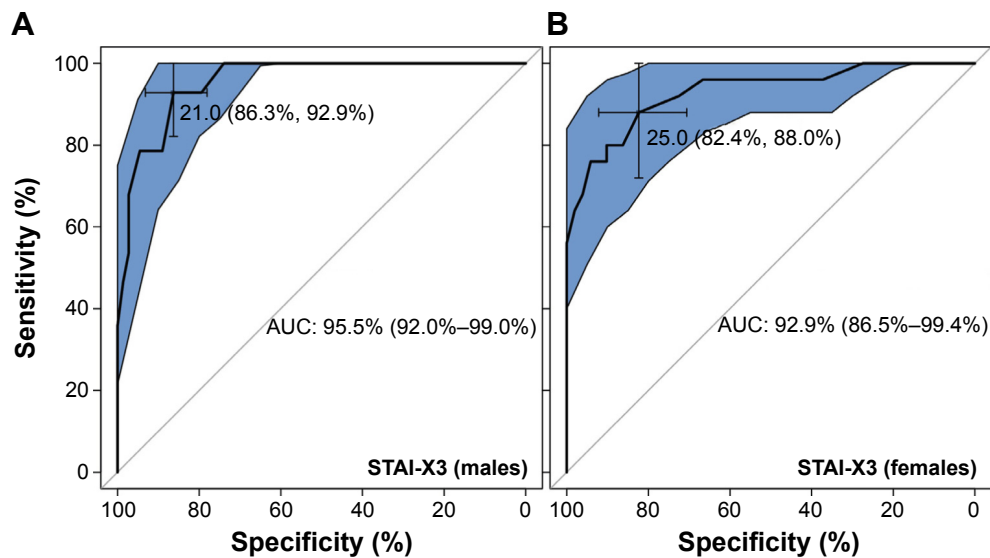 A
B
Sensitivity (%)
100
80
60
40
20
0
21.0 (86.3%, 92.9%)
AUC: 95.5% (92.0%–99.0%)
STAI-X3 (males)
100 80 60 40 20 0
Specificity (%)
25.0 (82.4%, 88.0%)
AUC: 92.9% (86.5%–99.4%)
STAI-X3 (females)
100 80 60 40 20 0
Specificity (%)